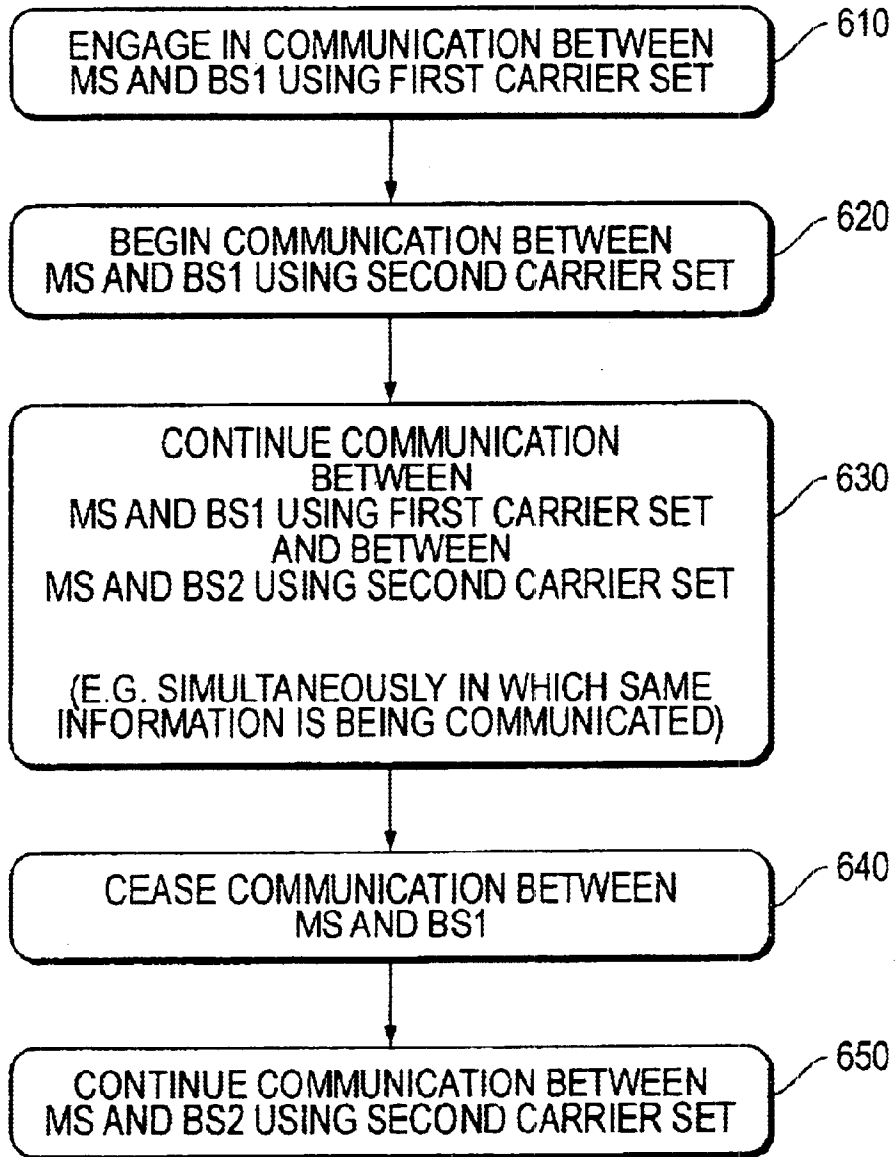 ENGAGE IN COMMUNICATION BETWEEN
MS AND BS1 USING FIRST CARRIER SET
610
BEGIN COMMUNICATION BETWEEN
MS AND BS1 USING SECOND CARRIER SET
620
CONTINUE COMMUNICATION
BETWEEN
MS AND BS1 USING FIRST CARRIER SET
AND BETWEEN
MS AND BS2 USING SECOND CARRIER SET
(E.G. SIMULTANEOUSLY IN WHICH SAME
INFORMATION IS BEING COMMUNICATED)
630
CEASE COMMUNICATION BETWEEN
MS AND BS1
640
CONTINUE COMMUNICATION BETWEEN
MS AND BS2 USING SECOND CARRIER SET
650